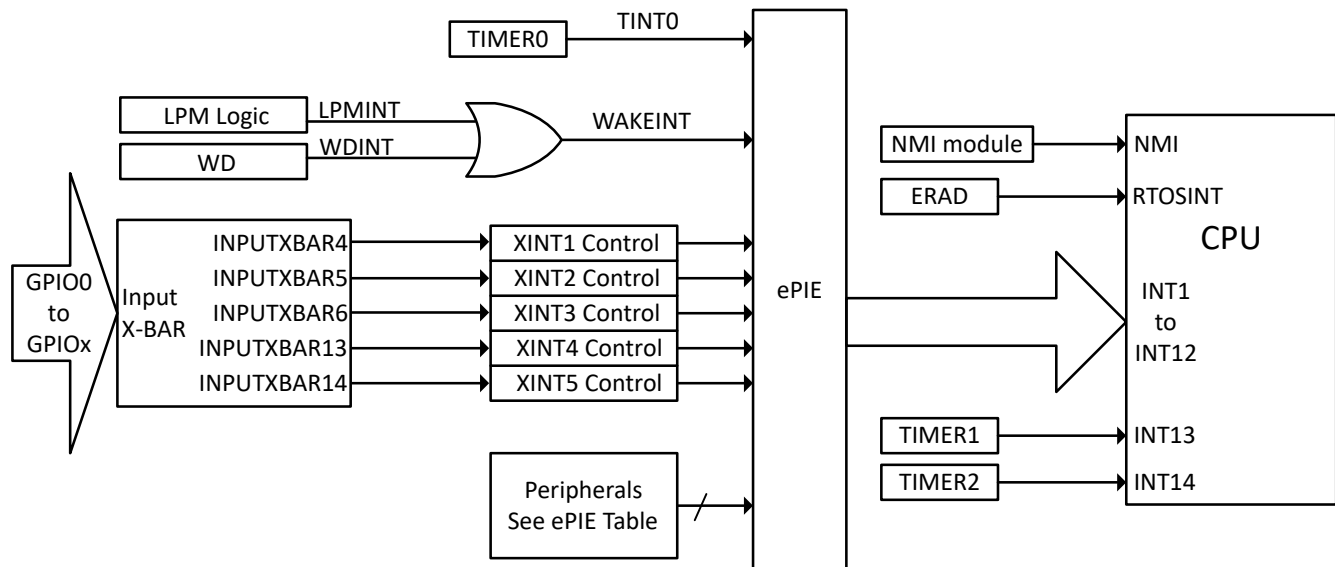 TINT0
TIMER0
LPM Logic
LPMINT
WAKEINT
WD
WDINT
NMI module
NMI
ERAD
RTOSINT
CPU
GPIO0
to
GPIOx
Input
X-BAR
INPUTXBAR4
INPUTXBAR5
INPUTXBAR6
INPUTXBAR13
INPUTXBAR14
XINT1 Control
XINT2 Control
XINT3 Control
XINT4 Control
XINT5 Control
ePIE
INT1
to
INT12
TIMER1
INT13
TIMER2
INT14
Peripherals
See ePIE Table